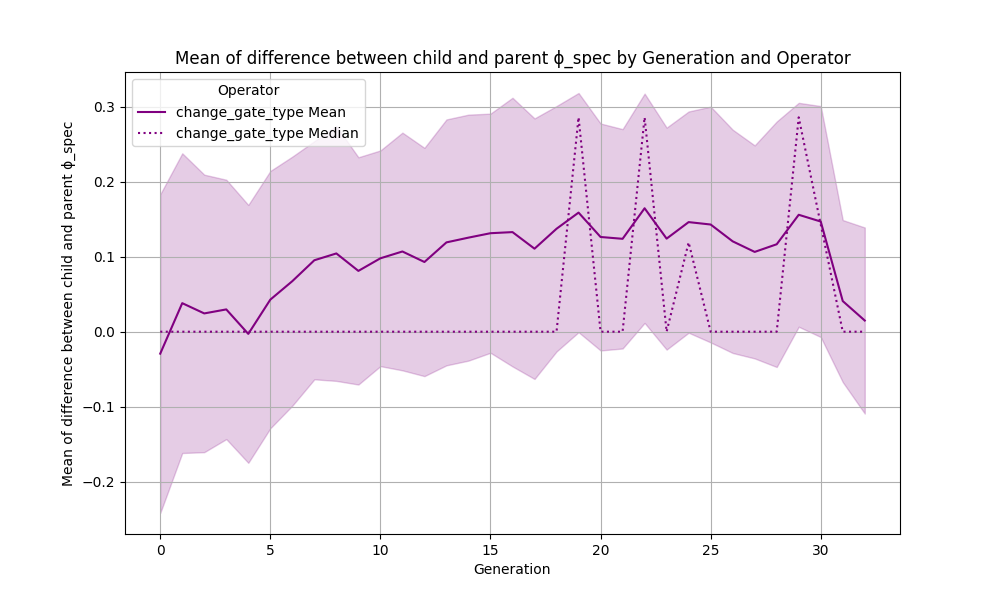 Mean of difference between child and parent ϕ_spec by Generation and Operator
Mean of difference between child and parent ϕ_spec
0.3
0.2
0.1
0.0
−0.1
−0.2
Operator
change_gate_type Mean
change_gate_type Median
0 5 10 15 20 25 30
Generation